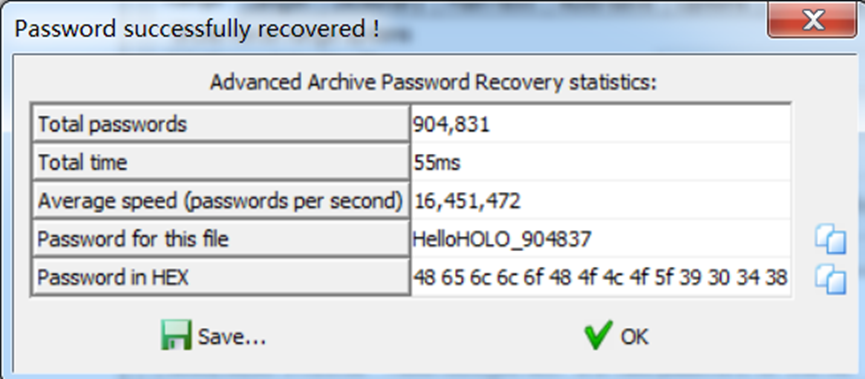 Password successfully recovered !
Advanced Archive Password Recovery statistics:
Total passwords 904,831
Total time 55ms
Average speed (passwords per second) 16,451,472
Password for this file HelloHOLO_904837
Password in HEX 48 65 6c 6c 6f 48 4f 4c 4f 5f 39 30 34 38
Save... OK